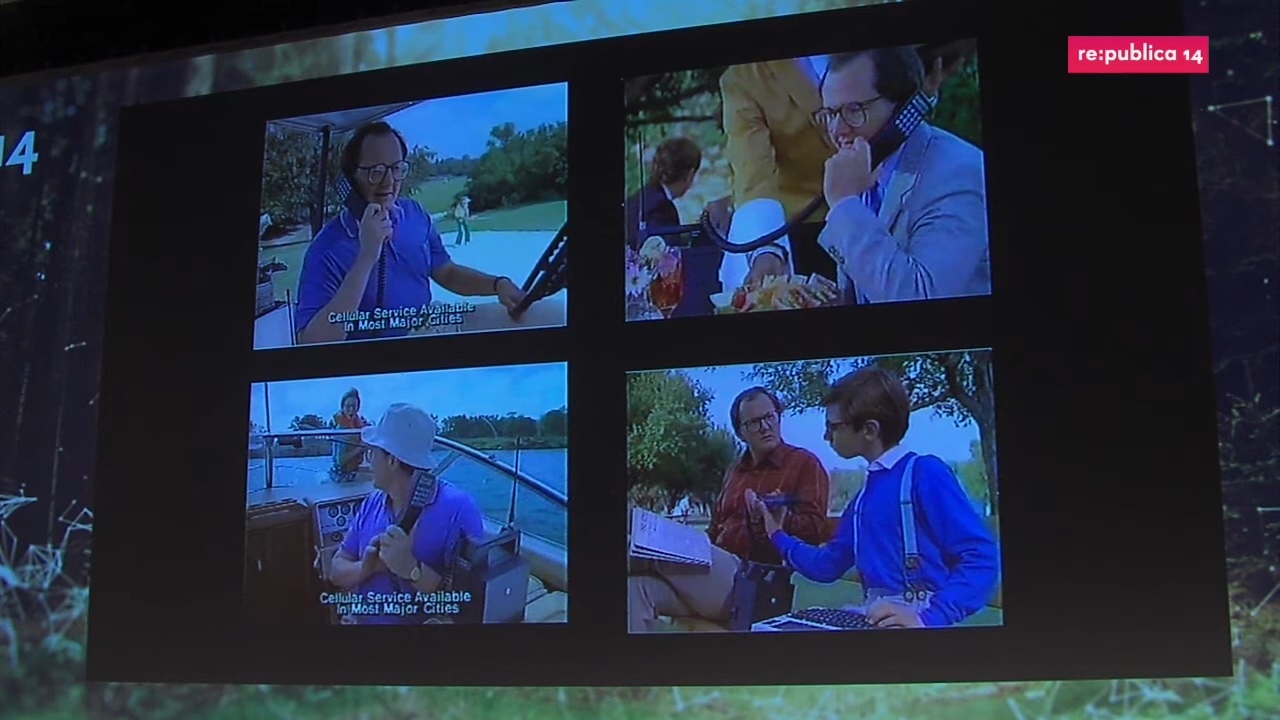 re:publica 14
14
Cellular Service Available
In Most Major Cities
Cellular Service Available
In Most Major Cities